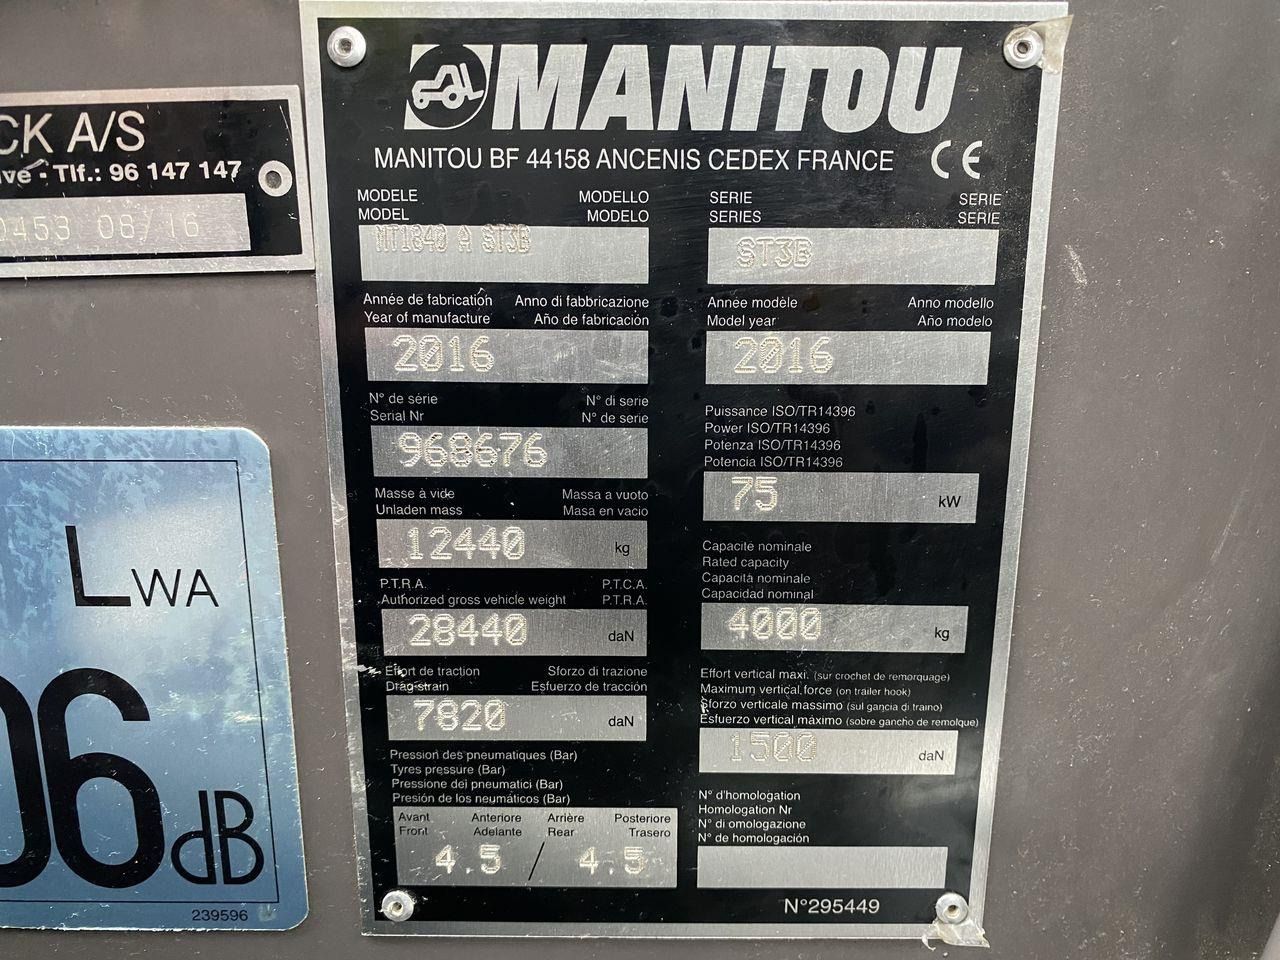 CK A/S
- Tlf.: 96 147 147
0453 08/16
LWA
06 dB
239596
MANITOU
MANITOU BF 44158 ANCENIS CEDEX FRANCE CE
MODELE MODELLO
MODEL MODELO
MT1840 A ST3B
SERIE SERIE
SERIES SERIE
ST3B
Année de fabrication Anno di fabbricazione
Year of manufacture Año de fabricación
2016
Année modèle Anno modello
Model year Año modelo
2016
N° de série N° di serie
Serial Nr N° de serie
968676
Puissance ISO/TR14396
Power ISO/TR14396
Potenza ISO/TR14396
Potencia ISO/TR14396
75 kW
Masse à vide Massa a vuoto
Unladen mass Masa en vacio
12440 kg
Capacité nominale
Rated capacity
Capacità nominale
Capacidad nominal
4000 kg
P.T.R.A. P.T.C.A.
Authorized gross vehicle weight P.T.R.A.
28440 daN
Effort de traction Sforzo di trazione
Drag-strain Esfuerzo de tracción
7820 daN
Effort vertical maxi. (sur crochet de remorquage)
Maximum vertical force (on trailer hook)
Sforzo verticale massimo (sul gancia di traino)
Esfuerzo vertical máximo (sobre gancho de remolque)
1500 daN
Pression des pneumatiques (Bar)
Tyres pressure (Bar)
Pressione dei pneumatici (Bar)
Presión de los neumáticos (Bar)
Avant Anteriore Arrière Posteriore
Front Adelante Rear Trasero
4.5 / 4.5
N° d'homologation
Homologation Nr
N° di omologazione
N° de homologación
N°295449